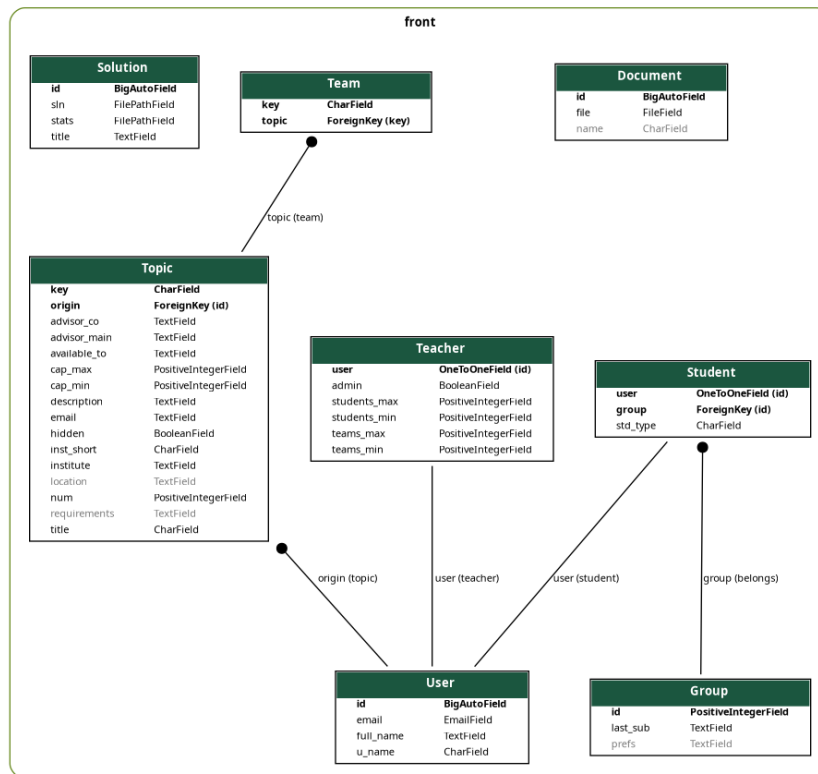 front
Solution
id BigAutoField
sln FilePathField
stats FilePathField
title TextField
Team
key CharField
topic ForeignKey (key)
Document
id BigAutoField
file FileField
name CharField
topic (team)
Topic
key CharField
origin ForeignKey (id)
advisor_co TextField
advisor_main TextField
available_to TextField
cap_max PositiveIntegerField
cap_min PositiveIntegerField
description TextField
email TextField
hidden BooleanField
inst_short CharField
institute TextField
location TextField
num PositiveIntegerField
requirements TextField
title CharField
Teacher
user OneToOneField (id)
admin BooleanField
students_max PositiveIntegerField
students_min PositiveIntegerField
teams_max PositiveIntegerField
teams_min PositiveIntegerField
Student
user OneToOneField (id)
group ForeignKey (id)
std_type CharField
origin (topic)
user (teacher)
user (student)
group (belongs)
User
id BigAutoField
email EmailField
full_name TextField
u_name CharField
Group
id PositiveIntegerField
last_sub TextField
prefs TextField